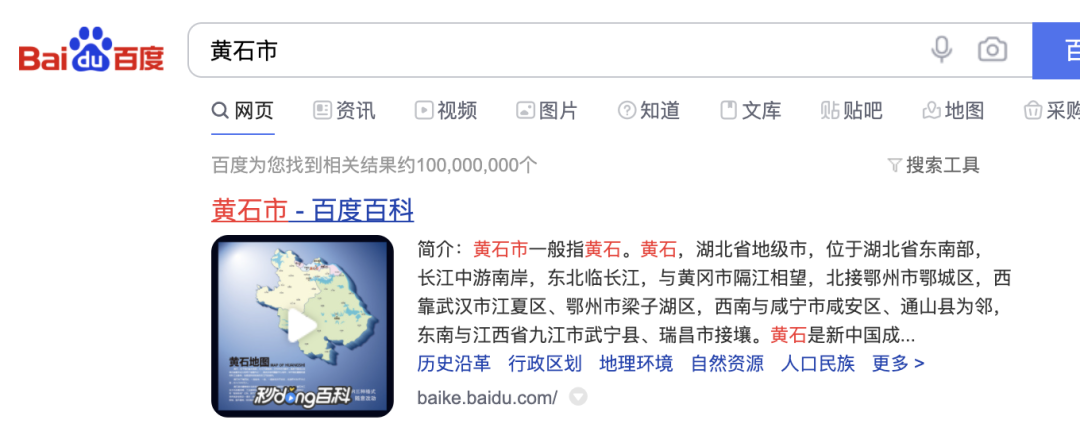 Bai du 百度
黄石市
百
网页 资讯 视频 图片 知道 文库 贴吧 地图 采购
百度为您找到相关结果约100,000,000个
搜索工具
黄石市 - 百度百科
简介：黄石市一般指黄石。黄石，湖北省地级市，位于湖北省东南部，
长江中游南岸，东北临长江，与黄冈市隔江相望，北接鄂州市鄂城区，西
靠武汉市江夏区、鄂州市梁子湖区，西南与咸宁市咸安区、通山县为邻，
东南与江西省九江市武宁县、瑞昌市接壤。黄石是新中国成...
历史沿革 行政区划 地理环境 自然资源 人口民族 更多 >
baike.baidu.com/
黄石地图
秒dong百科